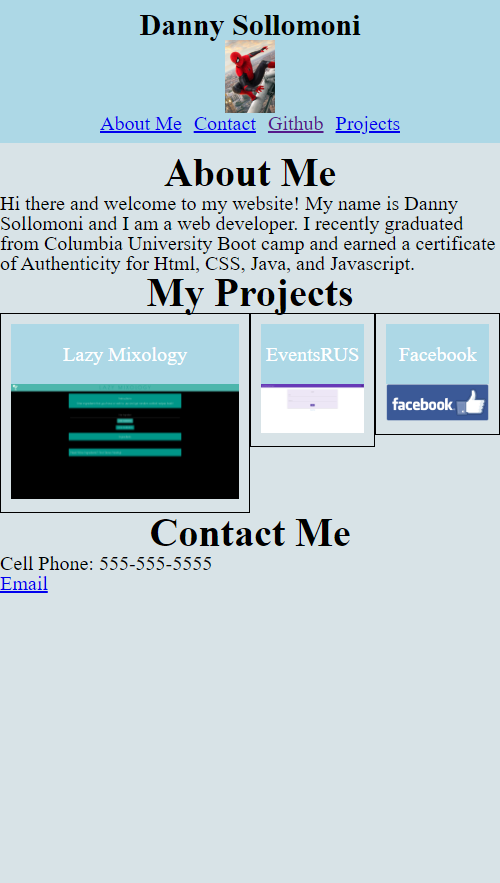 Danny Sollomoni
About Me Contact Github Projects
About Me
Hi there and welcome to my website! My name is Danny
Sollomoni and I am a web developer. I recently graduated
from Columbia University Boot camp and earned a certificate
of Authenticity for Html, CSS, Java, and Javascript.
My Projects
Lazy Mixology
EventsRUS
Facebook
facebook
Contact Me
Cell Phone: 555-555-5555
Email